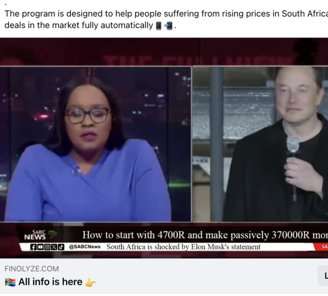 .
The program is designed to help people suffering from rising prices in South Africa
deals in the market fully automatically
SABC
NEWS
How to start with 4700R and make passively 370000R mor
@SABCNews South Africa is shocked by Elon Musk's statement
FINOLYZE.COM
All info is here
L